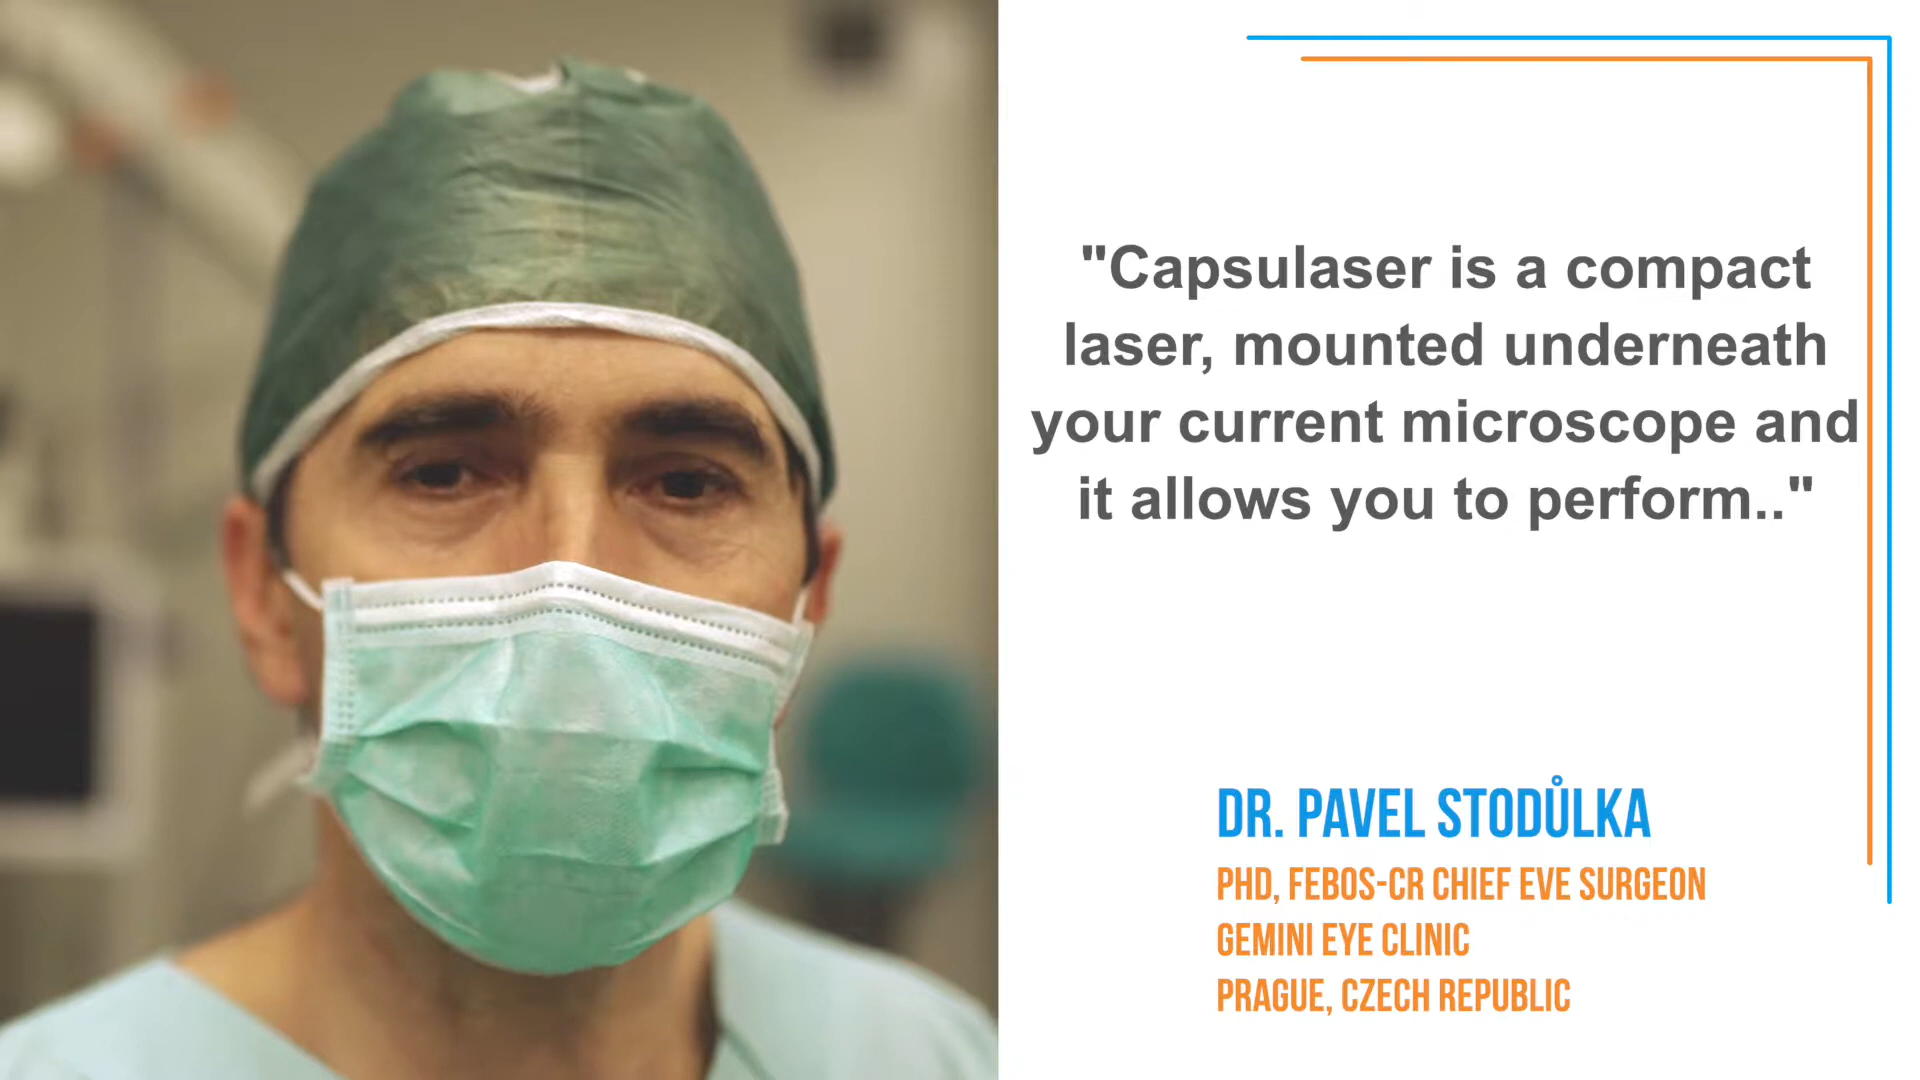 "Capsulaser is a compact
laser, mounted underneath
your current microscope and
it allows you to perform.."
DR. PAVEL STODŮLKA
PHD, FEBOS-CR CHIEF EVE SURGEON
GEMINI EYE CLINIC
PRAGUE, CZECH REPUBLIC